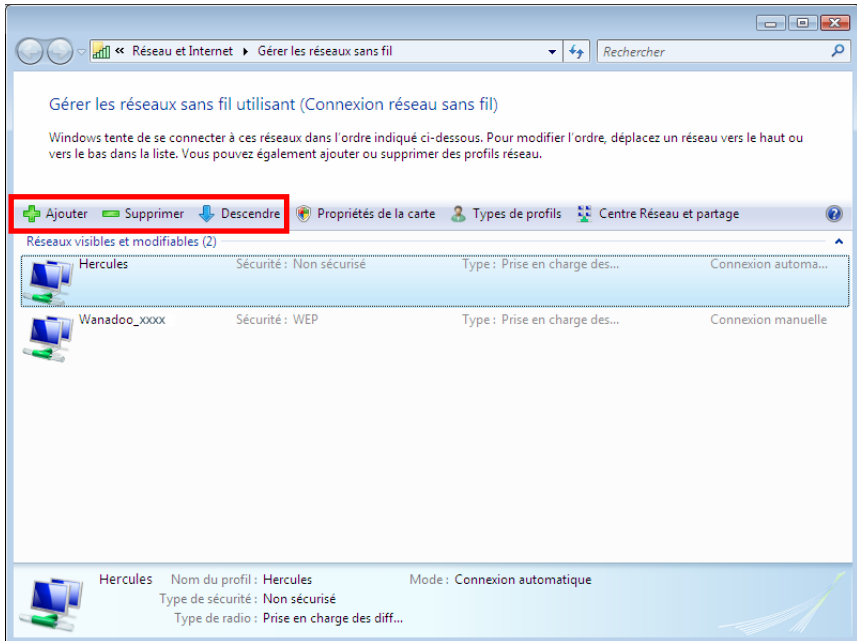 « Réseau et Internet ▸ Gérer les réseaux sans fil Rechercher
Gérer les réseaux sans fil utilisant (Connexion réseau sans fil)
Windows tente de se connecter à ces réseaux dans l'ordre indiqué ci-dessous. Pour modifier l'ordre, déplacez un réseau vers le haut ou
vers le bas dans la liste. Vous pouvez également ajouter ou supprimer des profils réseau.
Ajouter Supprimer Descendre Propriétés de la carte Types de profils Centre Réseau et partage
Réseaux visibles et modifiables (2)
Hercules Sécurité : Non sécurisé Type : Prise en charge des... Connexion automa...
Wanadoo_xxxx Sécurité : WEP Type : Prise en charge des... Connexion manuelle
Hercules Nom du profil : Hercules Mode : Connexion automatique
Type de sécurité : Non sécurisé
Type de radio : Prise en charge des diff...